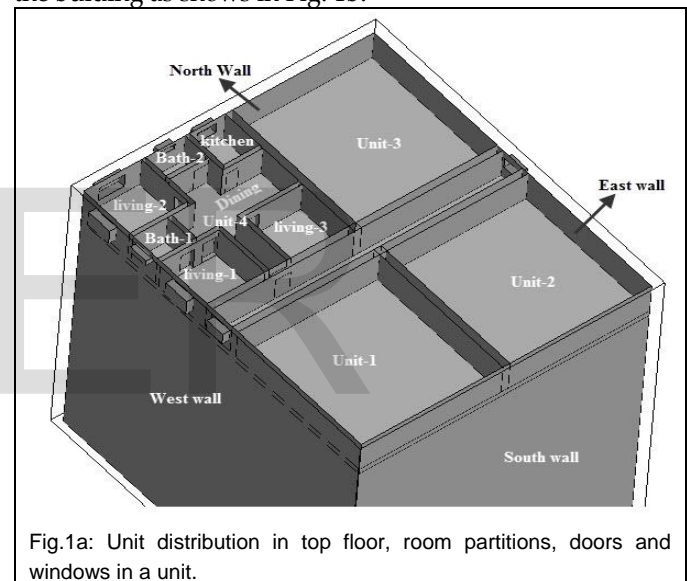 the building as shown in Fig. 1b.
North Wall
kitchen
Bath-2
Unit-3
Dining
East wall
living-2
Unit-4
living-3
Bath-1
living-1
Unit-2
Unit-1
West wall
South wall
ER
Fig.1a: Unit distribution in top floor, room partitions, doors and
windows in a unit.